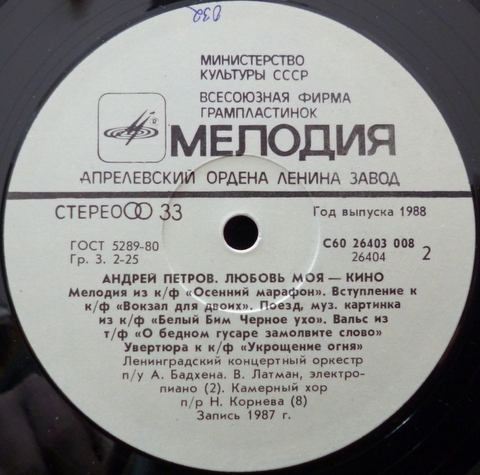 032
МИНИСТЕРСТВО
КУЛЬТУРЫ СССР
ВСЕСОЮЗНАЯ ФИРМА
ГРАМПЛАСТИНОК
МЕЛОДИЯ
АПРЕЛЕВСКИЙ ОРДЕНА ЛЕНИНА ЗАВОД
СТЕРЕО 33
Год выпуска 1988
ГОСТ 5289-80
С60 26403 008
Гр. 3. 2-25
26404 2
АНДРЕЙ ПЕТРОВ. ЛЮБОВЬ МОЯ — КИНО
Мелодия из к/ф «Осенний марафон». Вступление к
к/ф «Вокзал для двоих». Поезд, муз. картинка
из к/ф «Белый Бим Черное ухо». Вальс из
т/ф «О бедном гусаре замолвите слово»
Увертюра к к/ф «Укрощение огня»
Ленинградский концертный оркестр
п/у А. Бадхена. В. Латман, электро-
пиано (2). Камерный хор
п/р Н. Корнева (8)
Запись 1987 г.